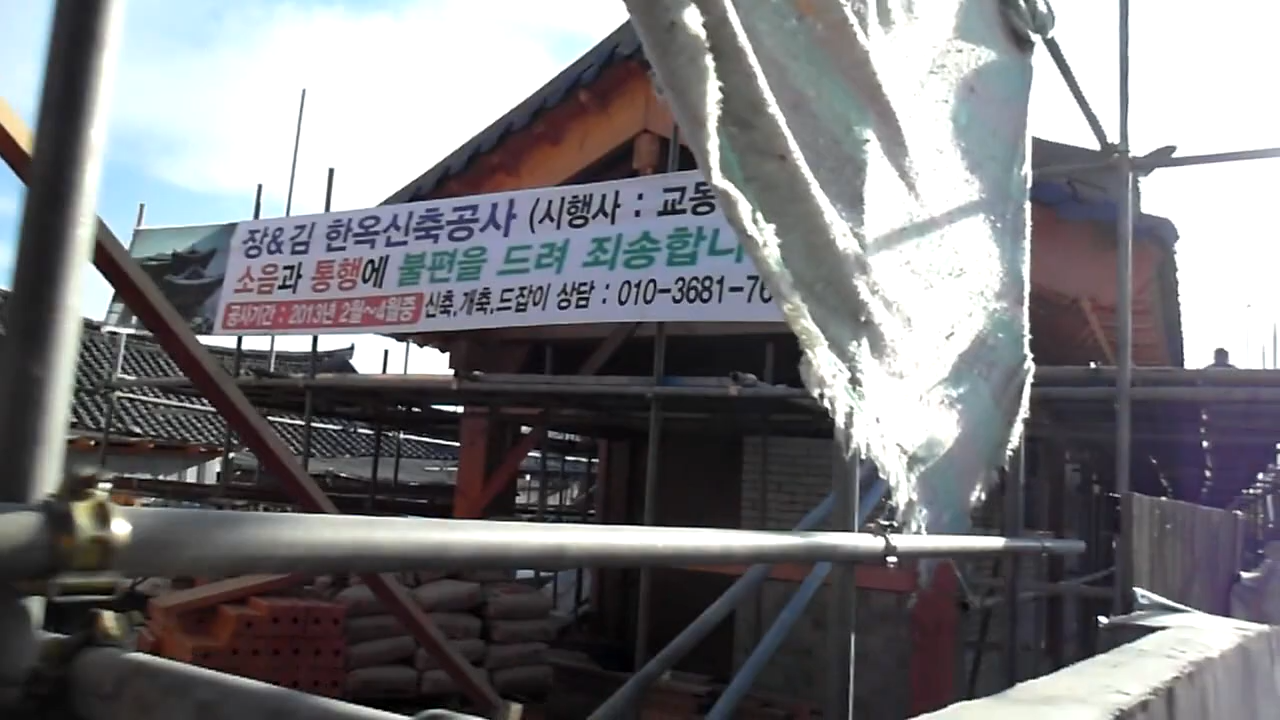 장&김 한옥신축공사 (시행사 : 교동
소음과 통행에 불편을 드려 죄송합니
공사기간 : 2013년 2월~4월중 신축,개축,드잡이 상담 : 010-3681-76